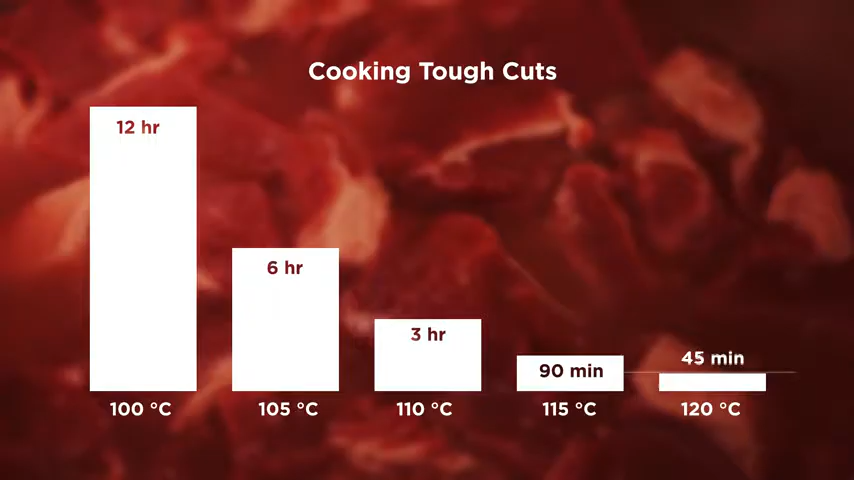 Cooking Tough Cuts
12 hr
6 hr
3 hr
90 min
45 min
100 °C
105 °C
110 °C
115 °C
120 °C